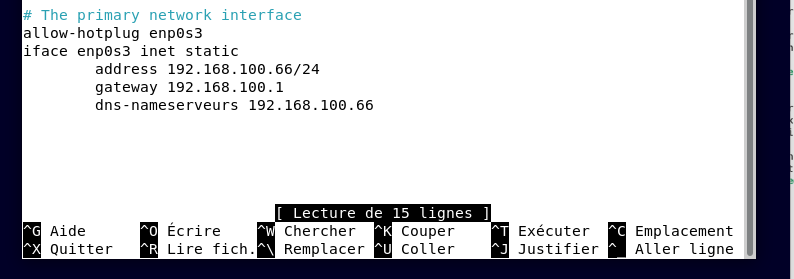 # The primary network interface
allow-hotplug enp0s3
iface enp0s3 inet static
address 192.168.100.66/24
gateway 192.168.100.1
dns-nameserveurs 192.168.100.66
[ Lecture de 15 lignes ]
^G Aide ^O Écrire ^W Chercher ^K Couper ^T Exécuter ^C Emplacement
^X Quitter ^R Lire fich. ^\ Remplacer ^U Coller ^J Justifier ^_ Aller ligne